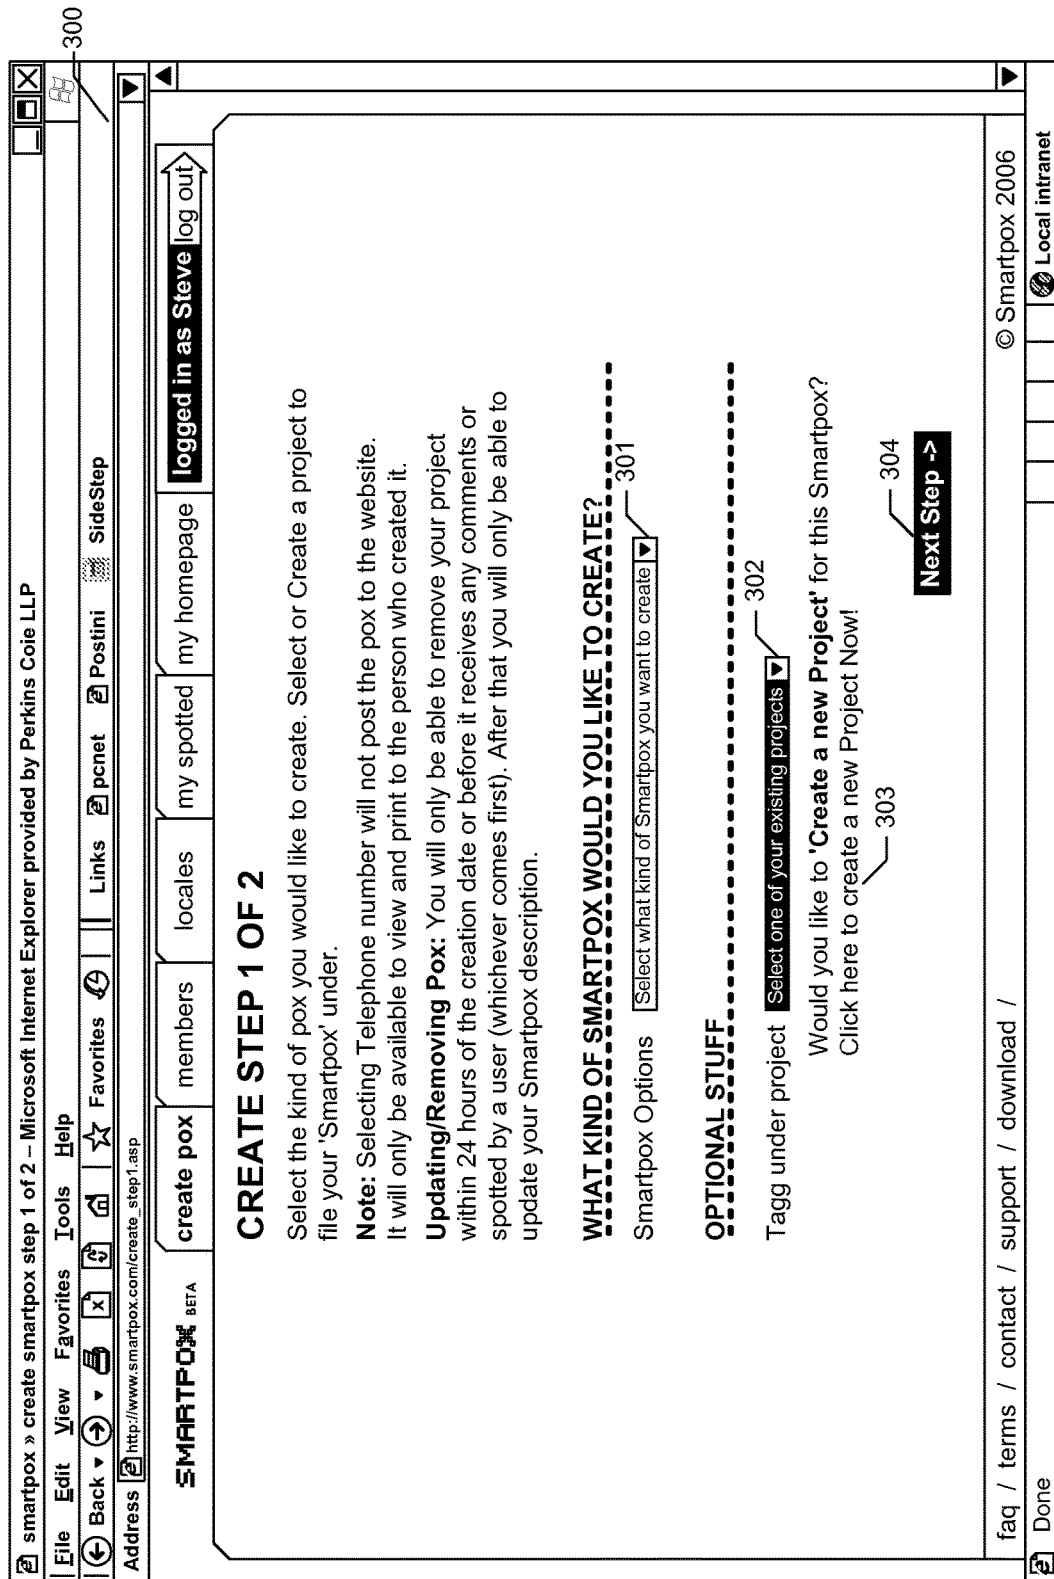 smartpox » create smartpox step 1 of 2 – Microsoft Internet Explorer provided by Perkins Coie LLP
File Edit View Favorites Tools Help
Back Favorites Links pcnet Postini SideStep
300
Address http://www.smartpox.com/create_step1.asp
SMARTPOX BETA create pox members locales my spotted my homepage logged in as Steve log out
CREATE STEP 1 OF 2
Select the kind of pox you would like to create. Select or Create a project to
file your 'Smartpox' under.
Note: Selecting Telephone number will not post the pox to the website.
It will only be available to view and print to the person who created it.
Updating/Removing Pox: You will only be able to remove your project
within 24 hours of the creation date or before it receives any comments or
spotted by a user (whichever comes first). After that you will only be able to
update your Smartpox description.
WHAT KIND OF SMARTPOX WOULD YOU LIKE TO CREATE?
301
Smartpox Options Select what kind of Smartpox you want to create
OPTIONAL STUFF
302
Tagg under project Select one of your existing projects
Would you like to 'Create a new Project' for this Smartpox?
Click here to create a new Project Now!
303
304
Next Step ->
faq / terms / contact / support / download / © Smartpox 2006
Done Local intranet